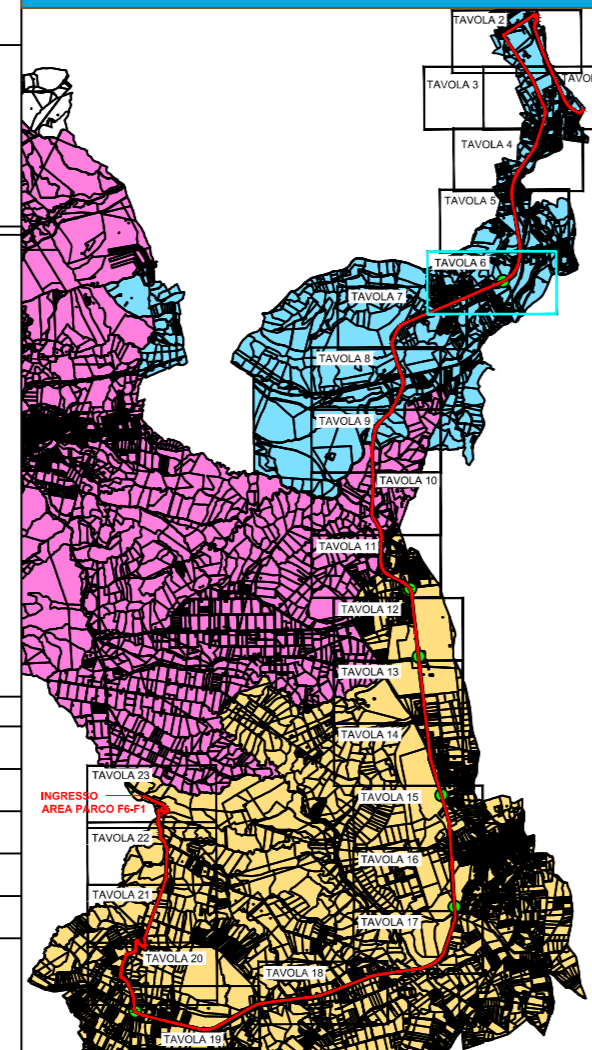 TAVOLA 2
TAVOLA 3
TAVOLA 4
TAVOLA 5
TAVOLA 6
TAVOLA 7
TAVOLA 8
TAVOLA 9
TAVOLA 10
TAVOLA 11
TAVOLA 12
TAVOLA 13
TAVOLA 14
TAVOLA 23
INGRESSO
AREA PARCO F6-F1
TAVOLA 15
TAVOLA 22
TAVOLA 16
TAVOLA 21
TAVOLA 17
TAVOLA 20
TAVOLA 18
TAVOLA 19